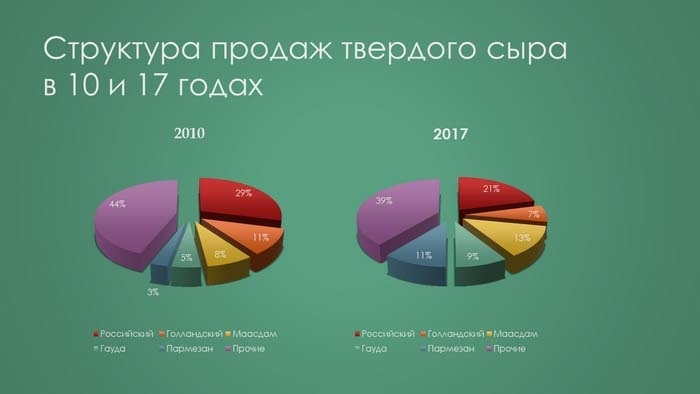 Структура продаж твердого сыра
в 10 и 17 годах
2010
29%
11%
8%
5%
3%
44%
Российский Голландский Маасдам
Гауда Пармезан Прочие
2017
21%
7%
13%
9%
11%
39%
Российский Голландский Маасдам
Гауда Пармезан Прочие